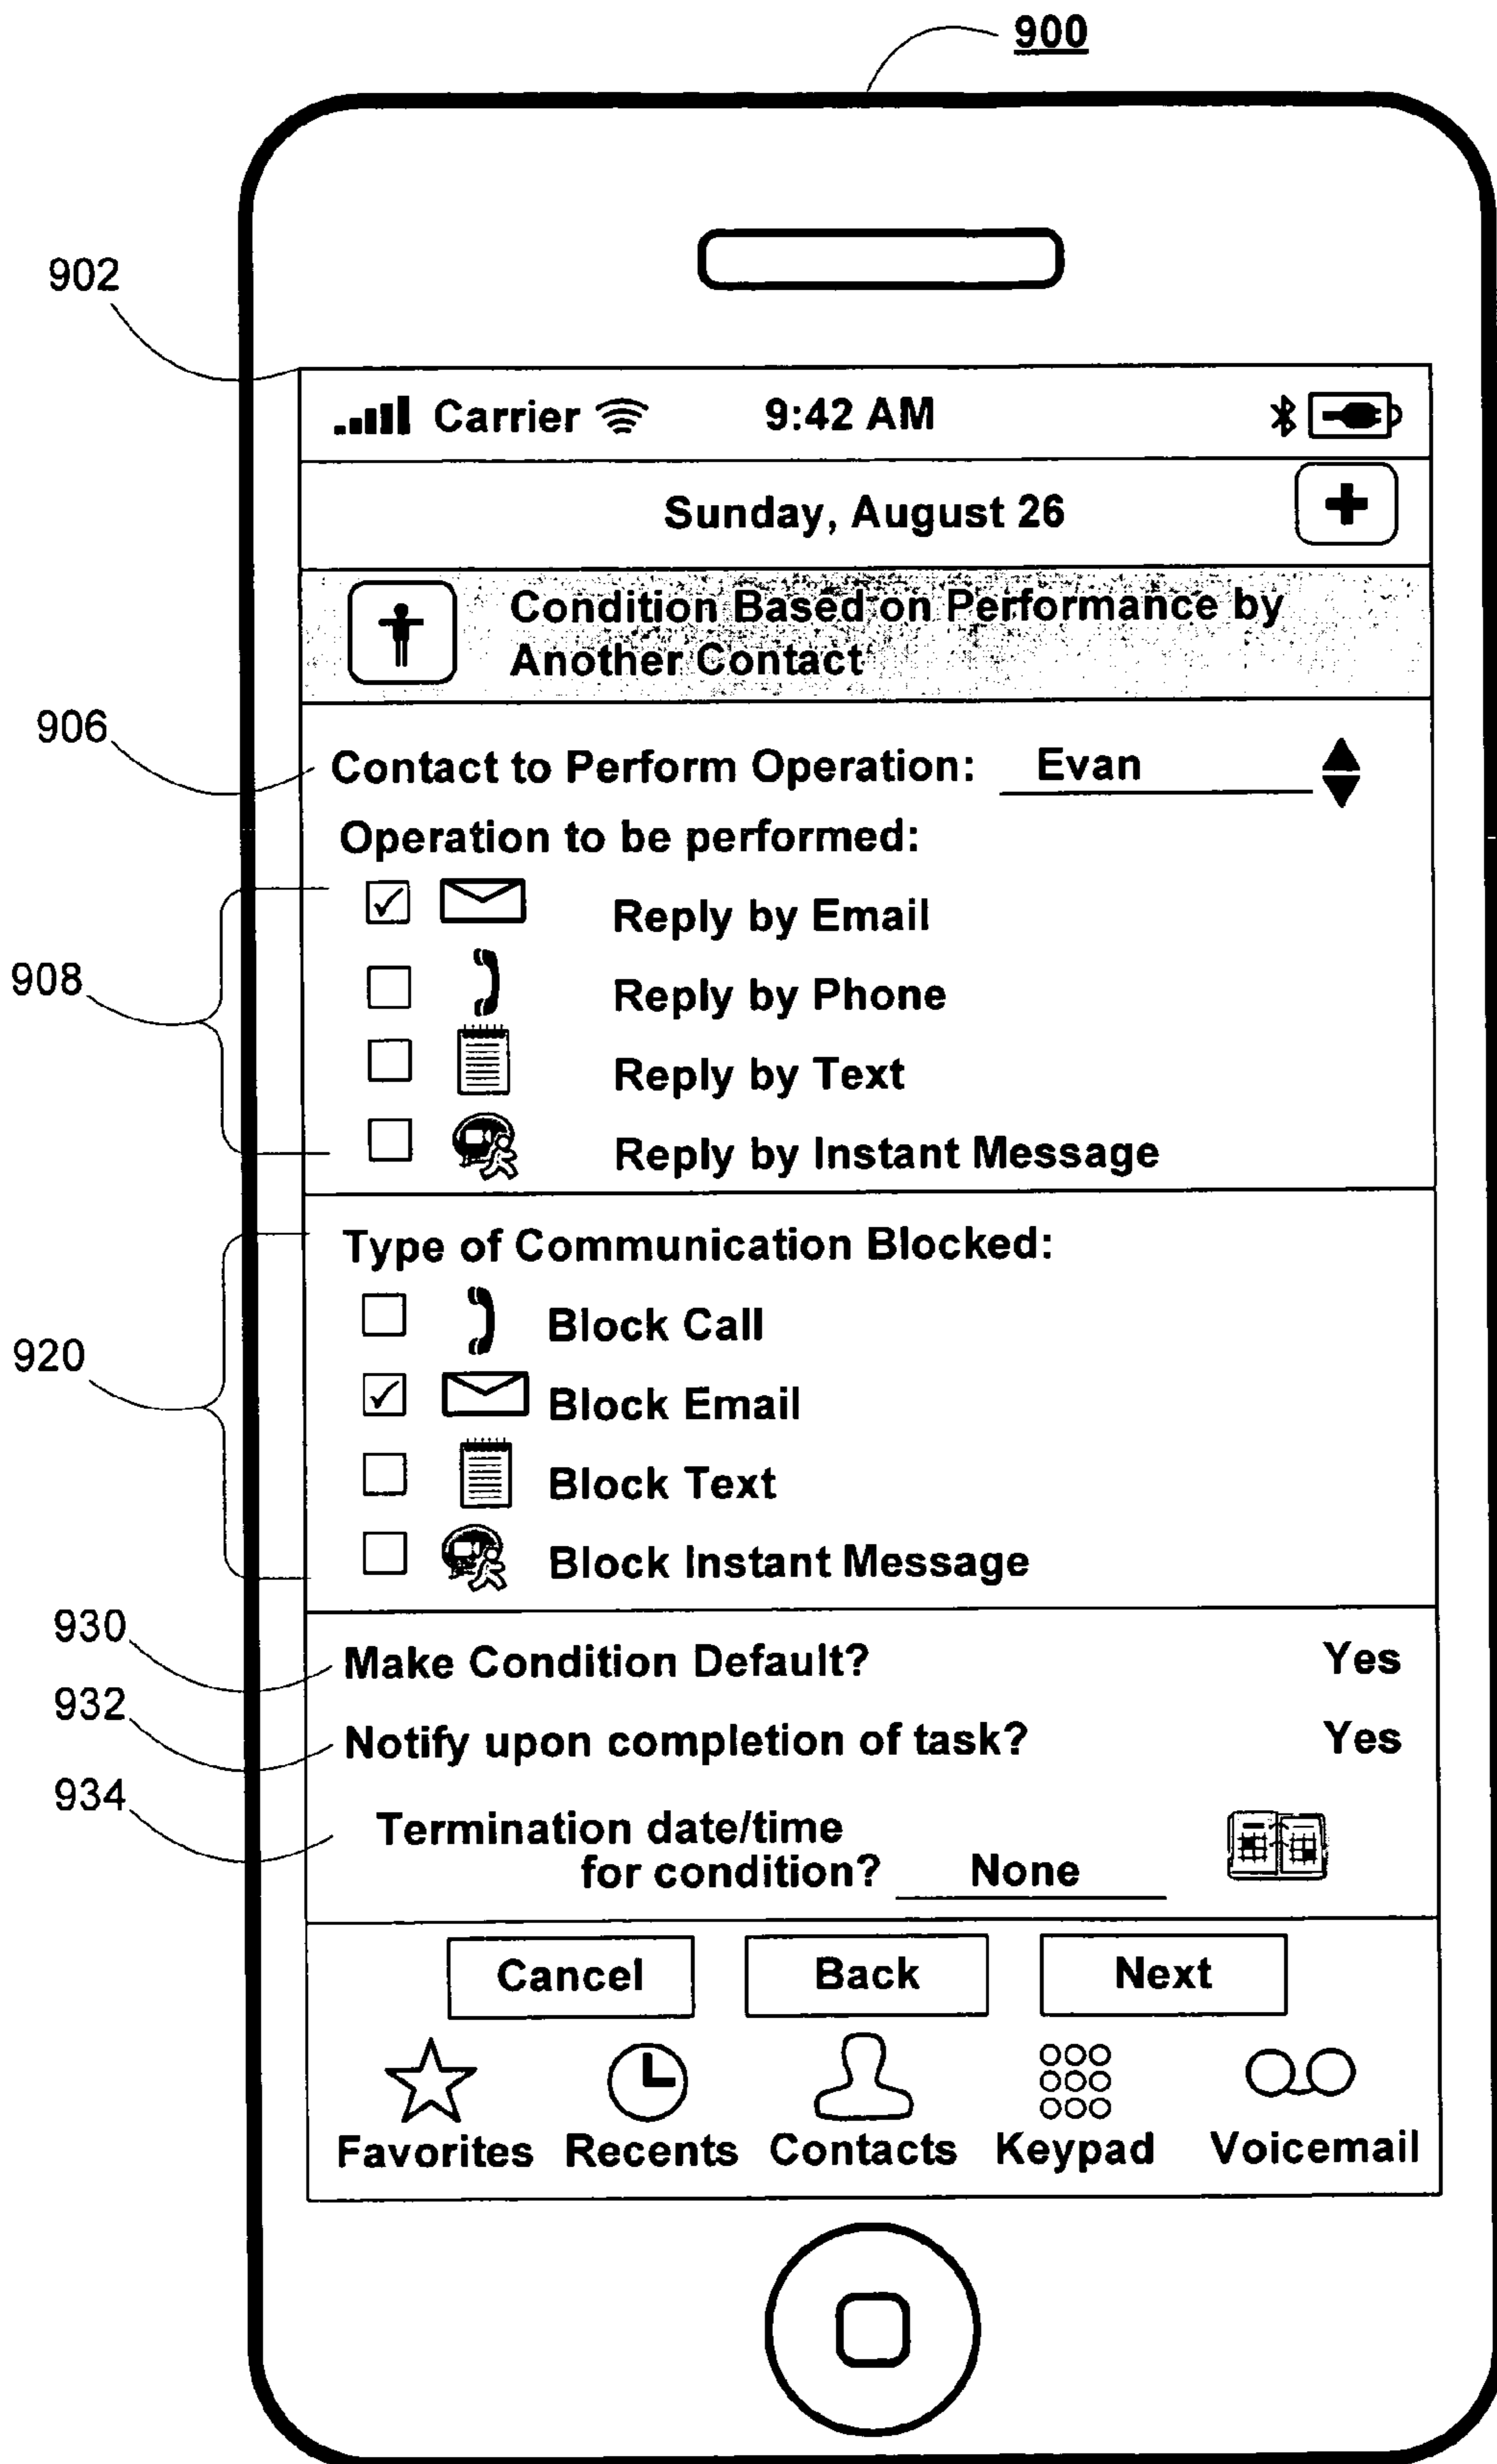 900
902
Carrier 9:42 AM
Sunday, August 26
Condition Based on Performance by
Another Contact
906
Contact to Perform Operation: Evan
Operation to be performed:
Reply by Email
908
Reply by Phone
Reply by Text
Reply by Instant Message
Type of Communication Blocked:
Block Call
920
Block Email
Block Text
Block Instant Message
930
Make Condition Default? Yes
932
Notify upon completion of task? Yes
934
Termination date/time
for condition? None
Cancel Back Next
Favorites Recents Contacts Keypad Voicemail